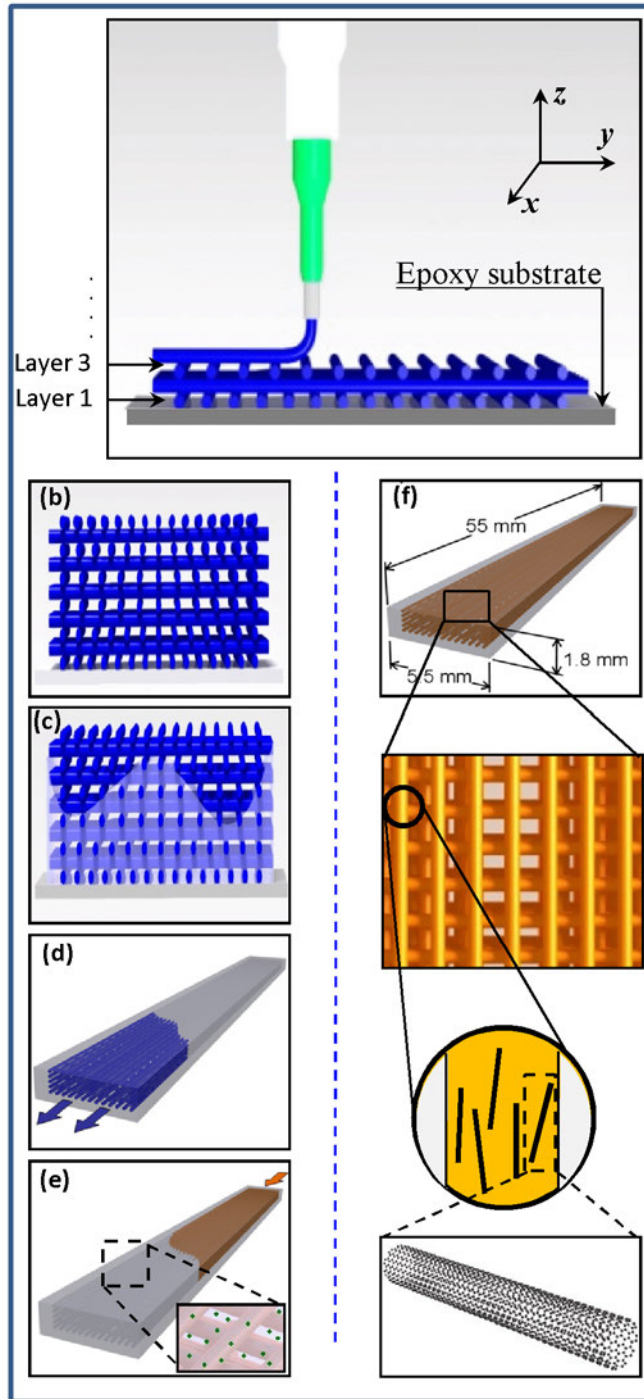 z
y
x
Epoxy substrate
.
.
.
.
Layer 3
Layer 1
(b)
(c)
(d)
(e)
(f)
55 mm
1.8 mm
5.5 mm